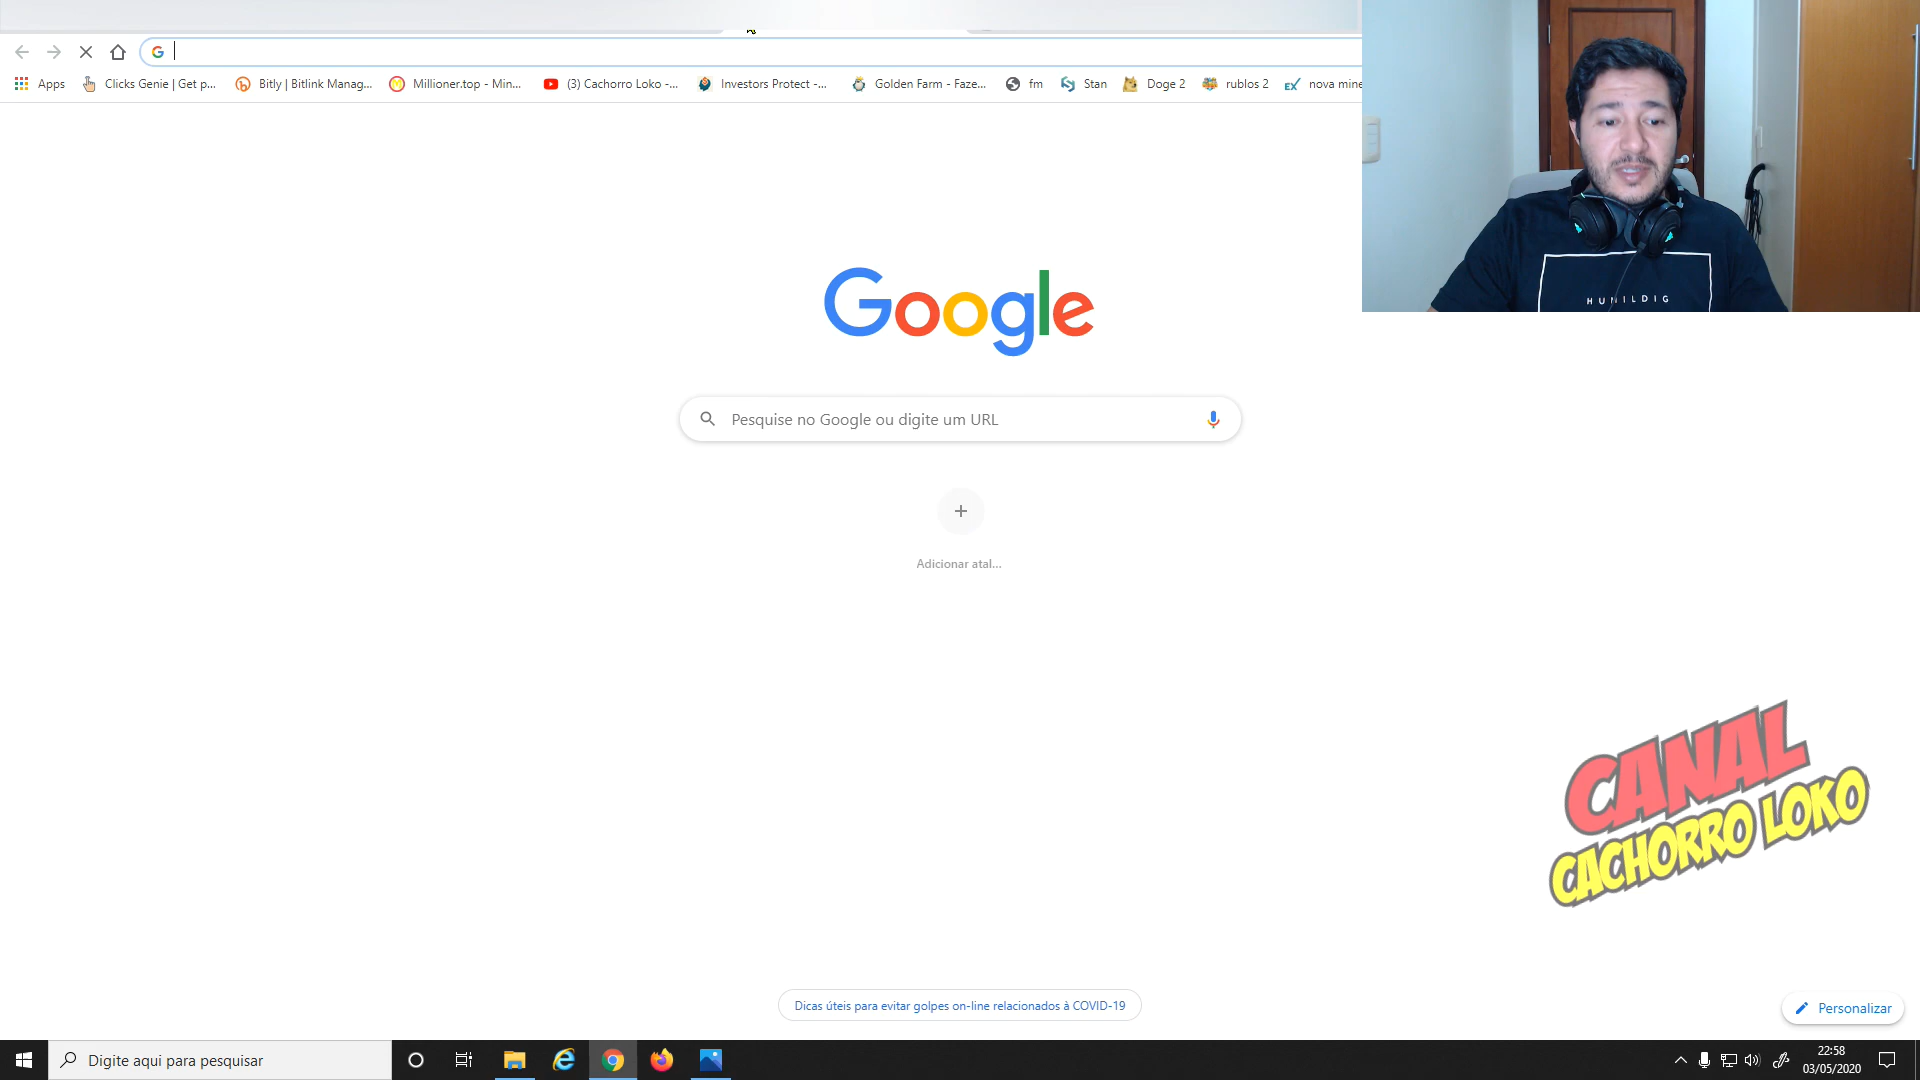 Apps
Clicks Genie | Get p...
Bitly | Bitlink Manag...
Millioner.top - Min...
(3) Cachorro Loko -...
Investors Protect -...
Golden Farm - Faze...
fm
Stan
Doge 2
rublos 2
EX
nova mine
HUMILDIG
Google
Pesquise no Google ou digite um URL
Adicionar atal...
CANAL
CACHORRO LOKO
Dicas úteis para evitar golpes on-line relacionados à COVID-19
Personalizar
Digite aqui para pesquisar
22:58
03/05/2020